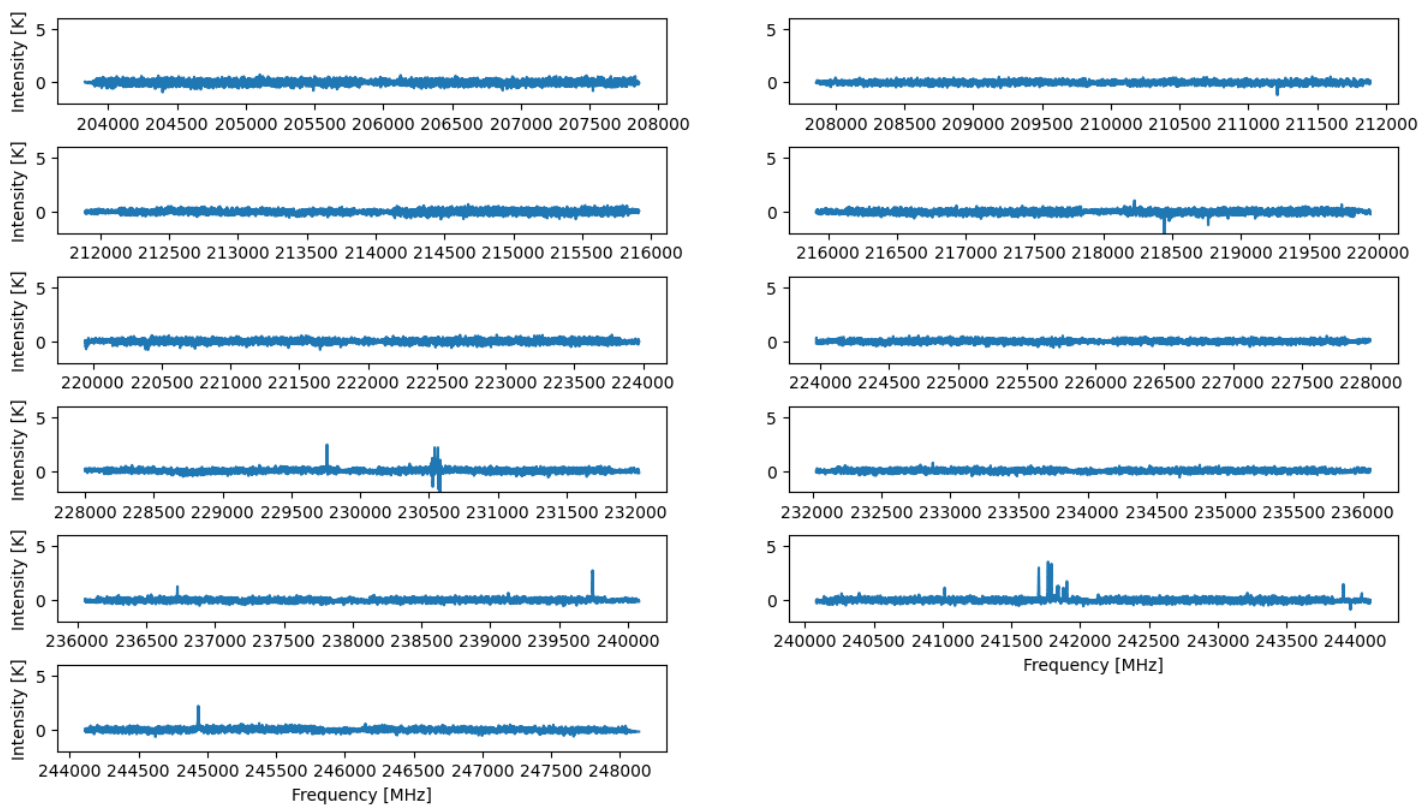 Intensity [K]
5
0
204000 204500 205000 205500 206000 206500 207000 207500 208000
5
0
208000 208500 209000 209500 210000 210500 211000 211500 212000
Intensity [K]
5
0
212000 212500 213000 213500 214000 214500 215000 215500 216000
5
0
216000 216500 217000 217500 218000 218500 219000 219500 220000
Intensity [K]
5
0
220000 220500 221000 221500 222000 222500 223000 223500 224000
5
0
224000 224500 225000 225500 226000 226500 227000 227500 228000
Intensity [K]
5
0
228000 228500 229000 229500 230000 230500 231000 231500 232000
5
0
232000 232500 233000 233500 234000 234500 235000 235500 236000
Intensity [K]
5
0
236000 236500 237000 237500 238000 238500 239000 239500 240000
5
0
240000 240500 241000 241500 242000 242500 243000 243500 244000
Frequency [MHz]
Intensity [K]
5
0
244000 244500 245000 245500 246000 246500 247000 247500 248000
Frequency [MHz]